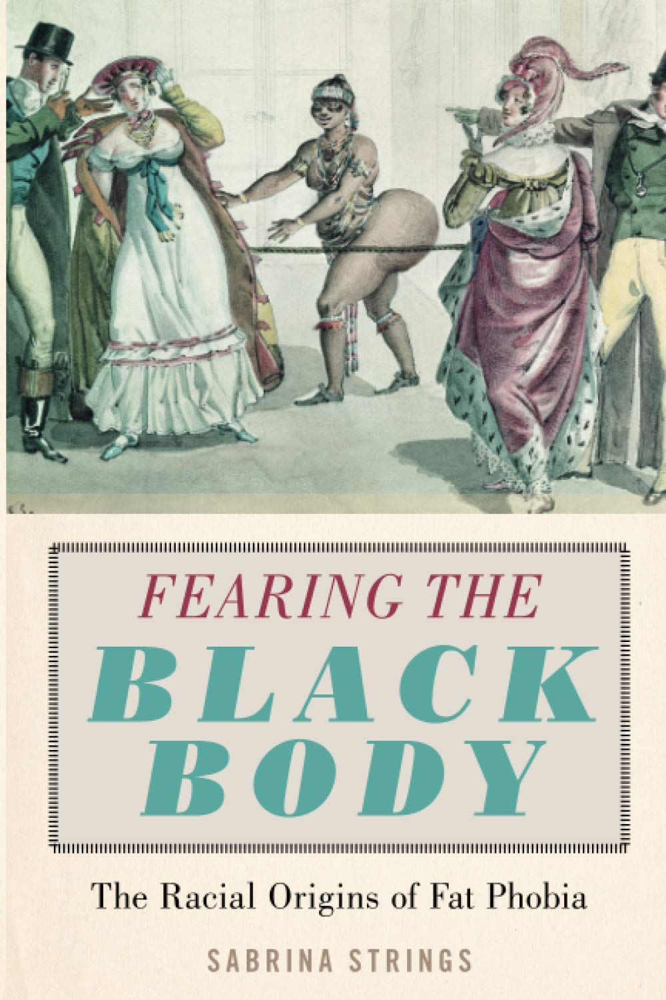 FEARING THE
BLACK
BODY
The Racial Origins of Fat Phobia
SABRINA STRINGS